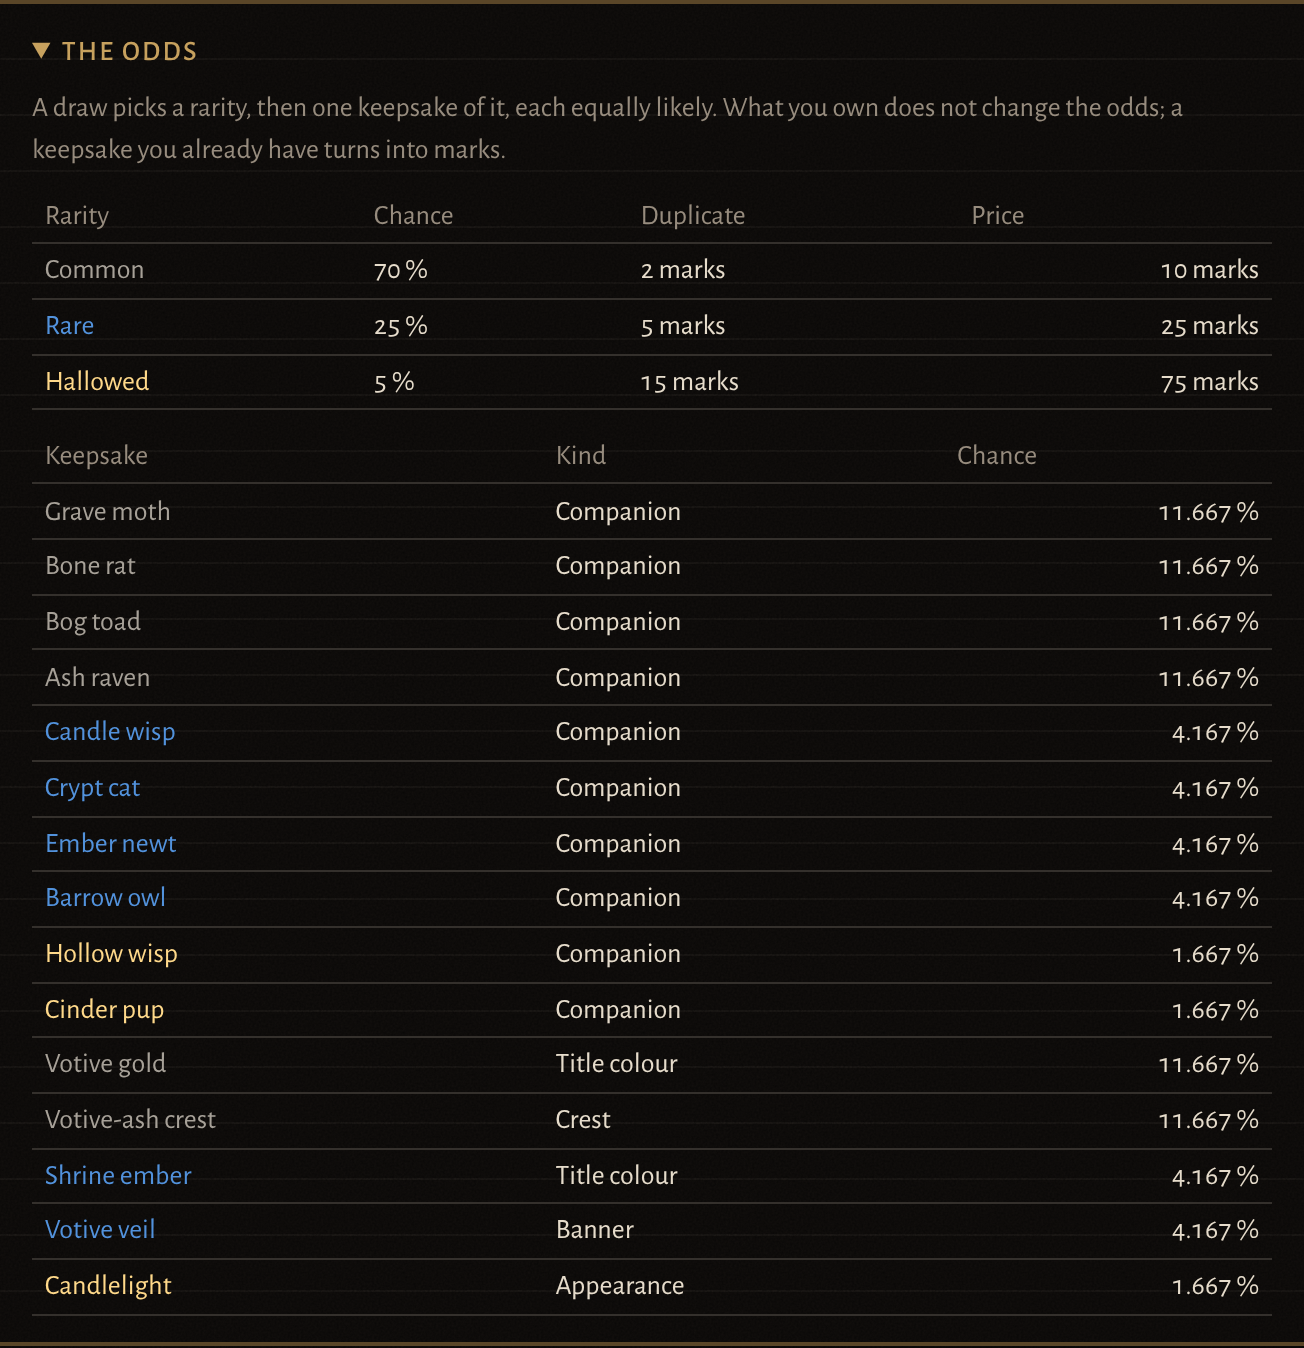 ▼ THE ODDS
A draw picks a rarity, then one keepsake of it, each equally likely. What you own does not change the odds; a
keepsake you already have turns into marks.
Rarity Chance Duplicate Price
Common 70 % 2 marks 10 marks
Rare 25 % 5 marks 25 marks
Hallowed 5 % 15 marks 75 marks
Keepsake Kind Chance
Grave moth Companion 11.667 %
Bone rat Companion 11.667 %
Bog toad Companion 11.667 %
Ash raven Companion 11.667 %
Candle wisp Companion 4.167 %
Crypt cat Companion 4.167 %
Ember newt Companion 4.167 %
Barrow owl Companion 4.167 %
Hollow wisp Companion 1.667 %
Cinder pup Companion 1.667 %
Votive gold Title colour 11.667 %
Votive-ash crest Crest 11.667 %
Shrine ember Title colour 4.167 %
Votive veil Banner 4.167 %
Candlelight Appearance 1.667 %